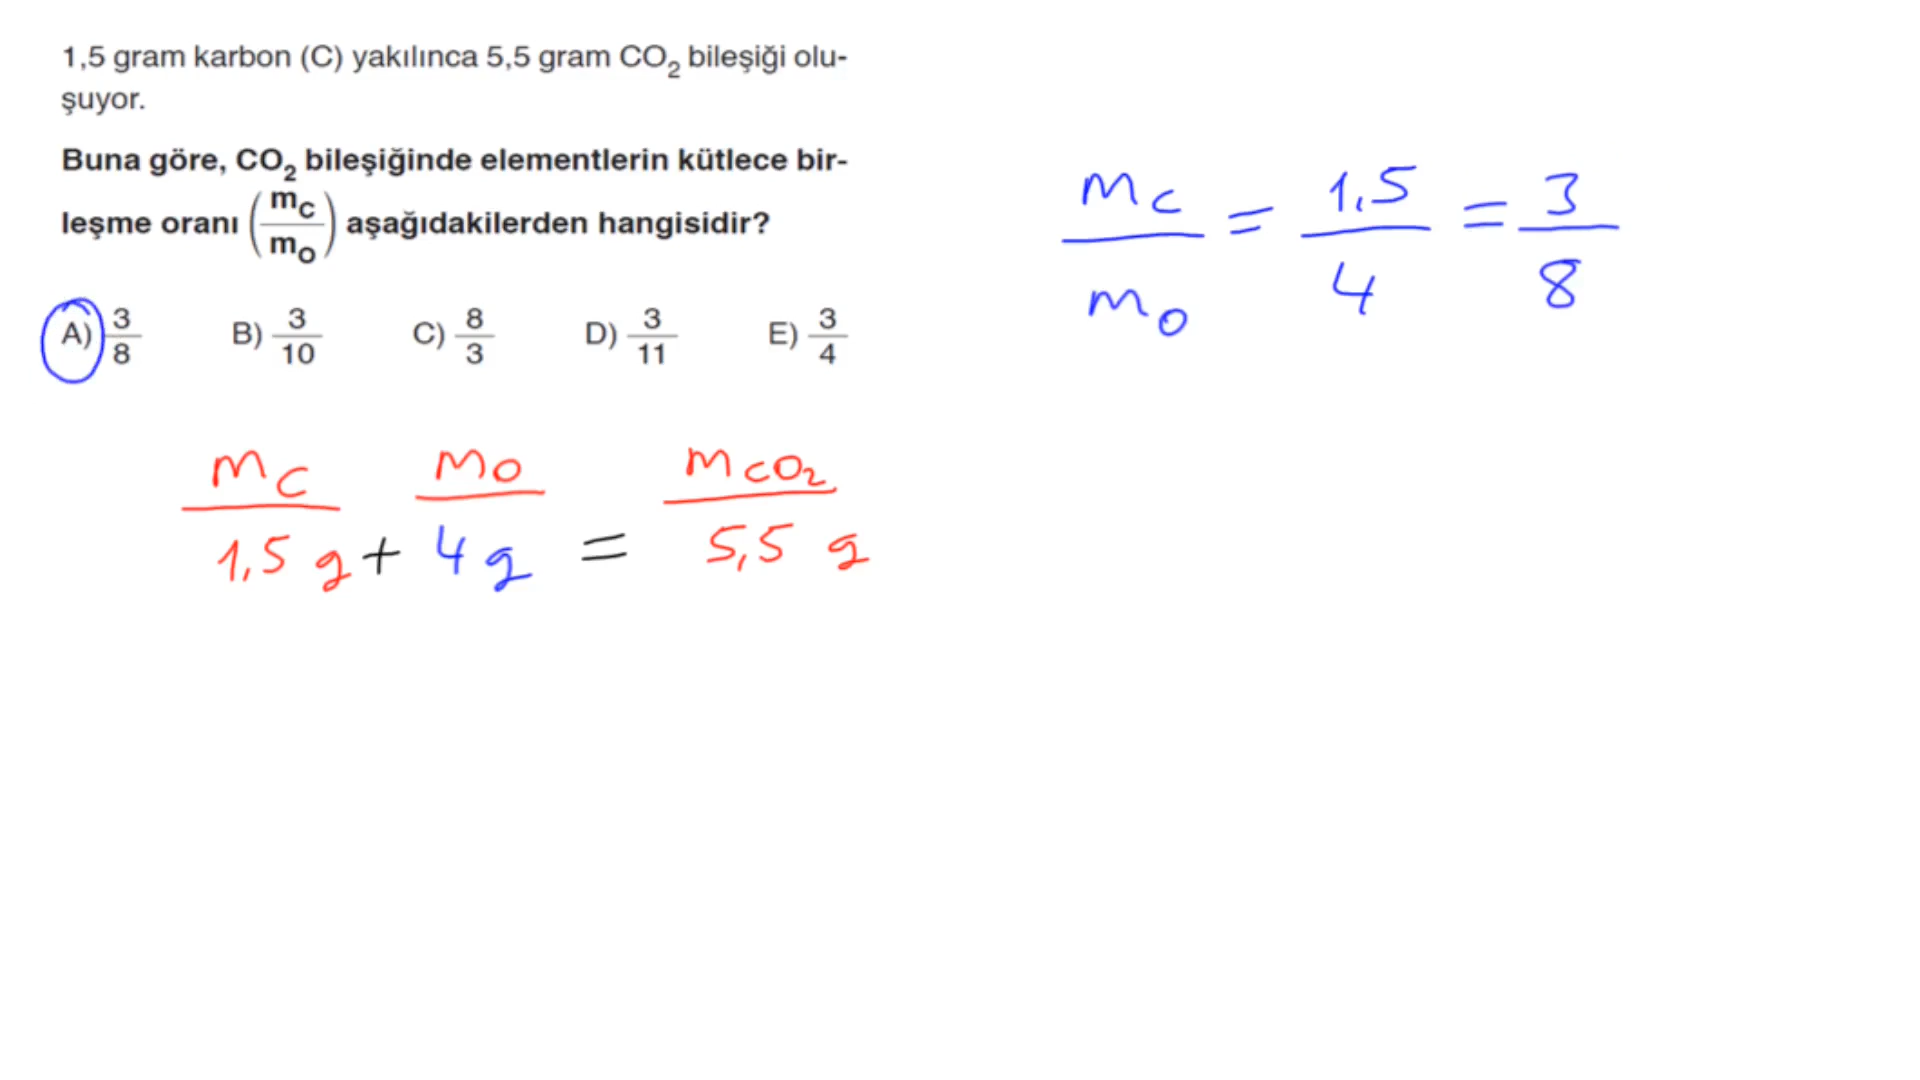 1,5 gram karbon (C) yakılınca 5,5 gram CO₂ bileşiği olu-
şuyor.
Buna göre, CO₂ bileşiğinde elementlerin kütlece bir-
leşme oranı (mC/mO) aşağıdakilerden hangisidir?
A) 3/8 B) 3/10 C) 8/3 D) 3/11 E) 3/4
mC/mO = 1,5/4 = 3/8
mC mO mCO₂
1,5 g + 4 g = 5,5 g